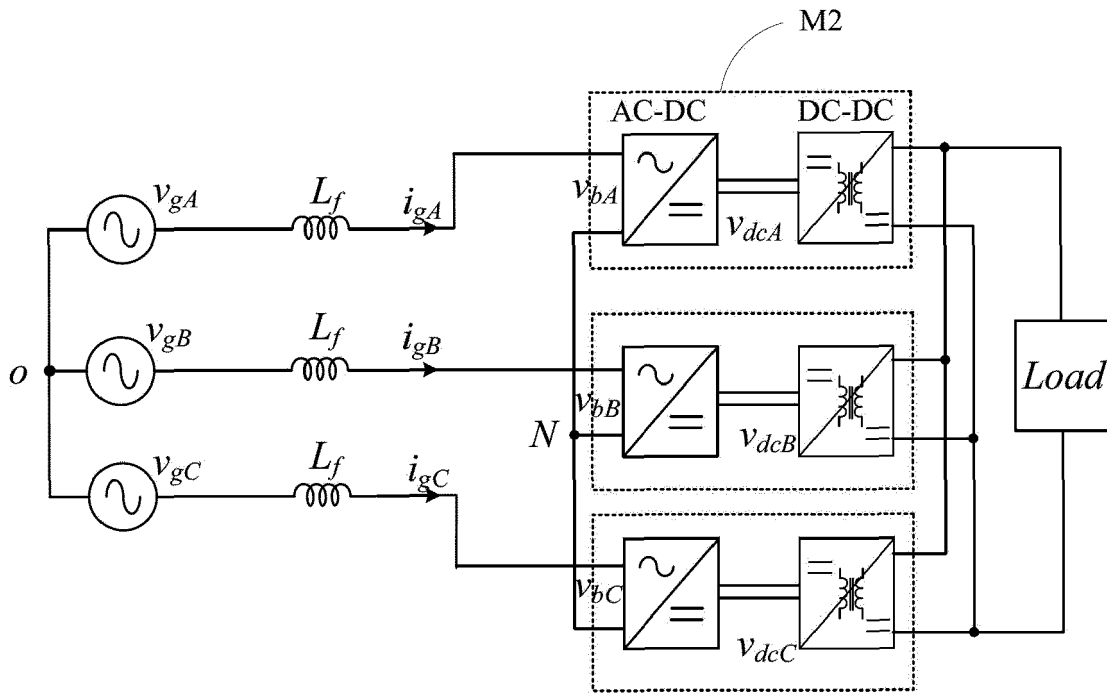 M2
AC-DC DC-DC
v_gA L_f i_gA v_bA v_dcA
v_gB L_f i_gB v_bB v_dcB
o N Load
v_gC L_f i_gC v_bC v_dcC